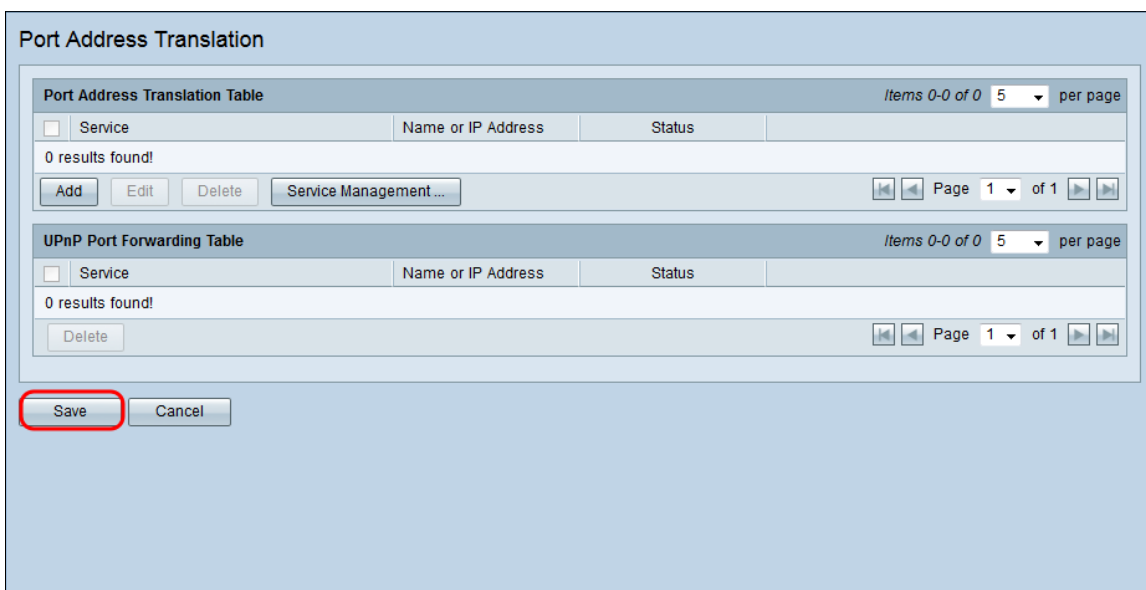 Port Address Translation
Port Address Translation Table Items 0-0 of 0 5 per page
Service Name or IP Address Status
0 results found!
Add Edit Delete Service Management ... Page 1 of 1
UPnP Port Forwarding Table Items 0-0 of 0 5 per page
Service Name or IP Address Status
0 results found!
Delete Page 1 of 1
Save Cancel